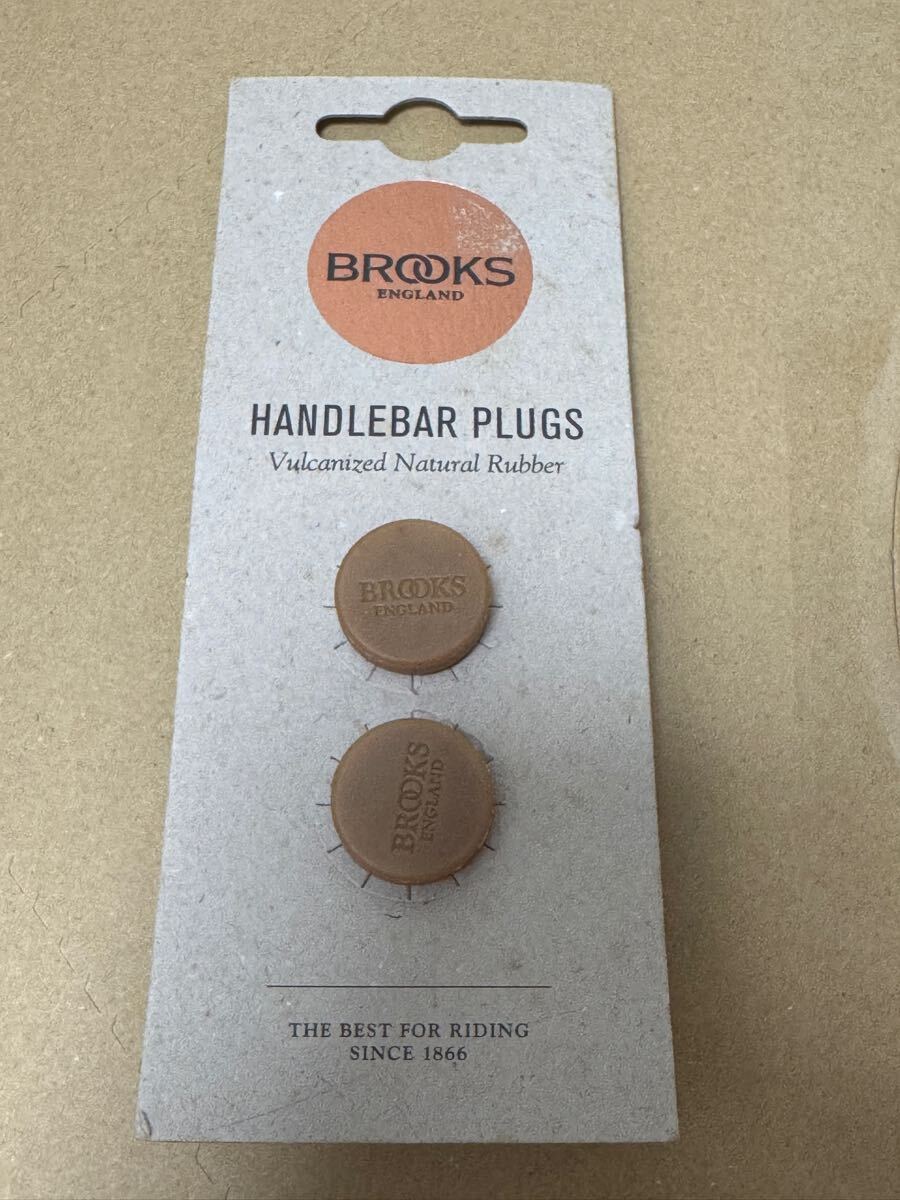 BROOKS
ENGLAND
HANDLEBAR PLUGS
Vulcanized Natural Rubber
BROOKS
ENGLAND
BROOKS
ENGLAND
THE BEST FOR RIDING
SINCE 1866